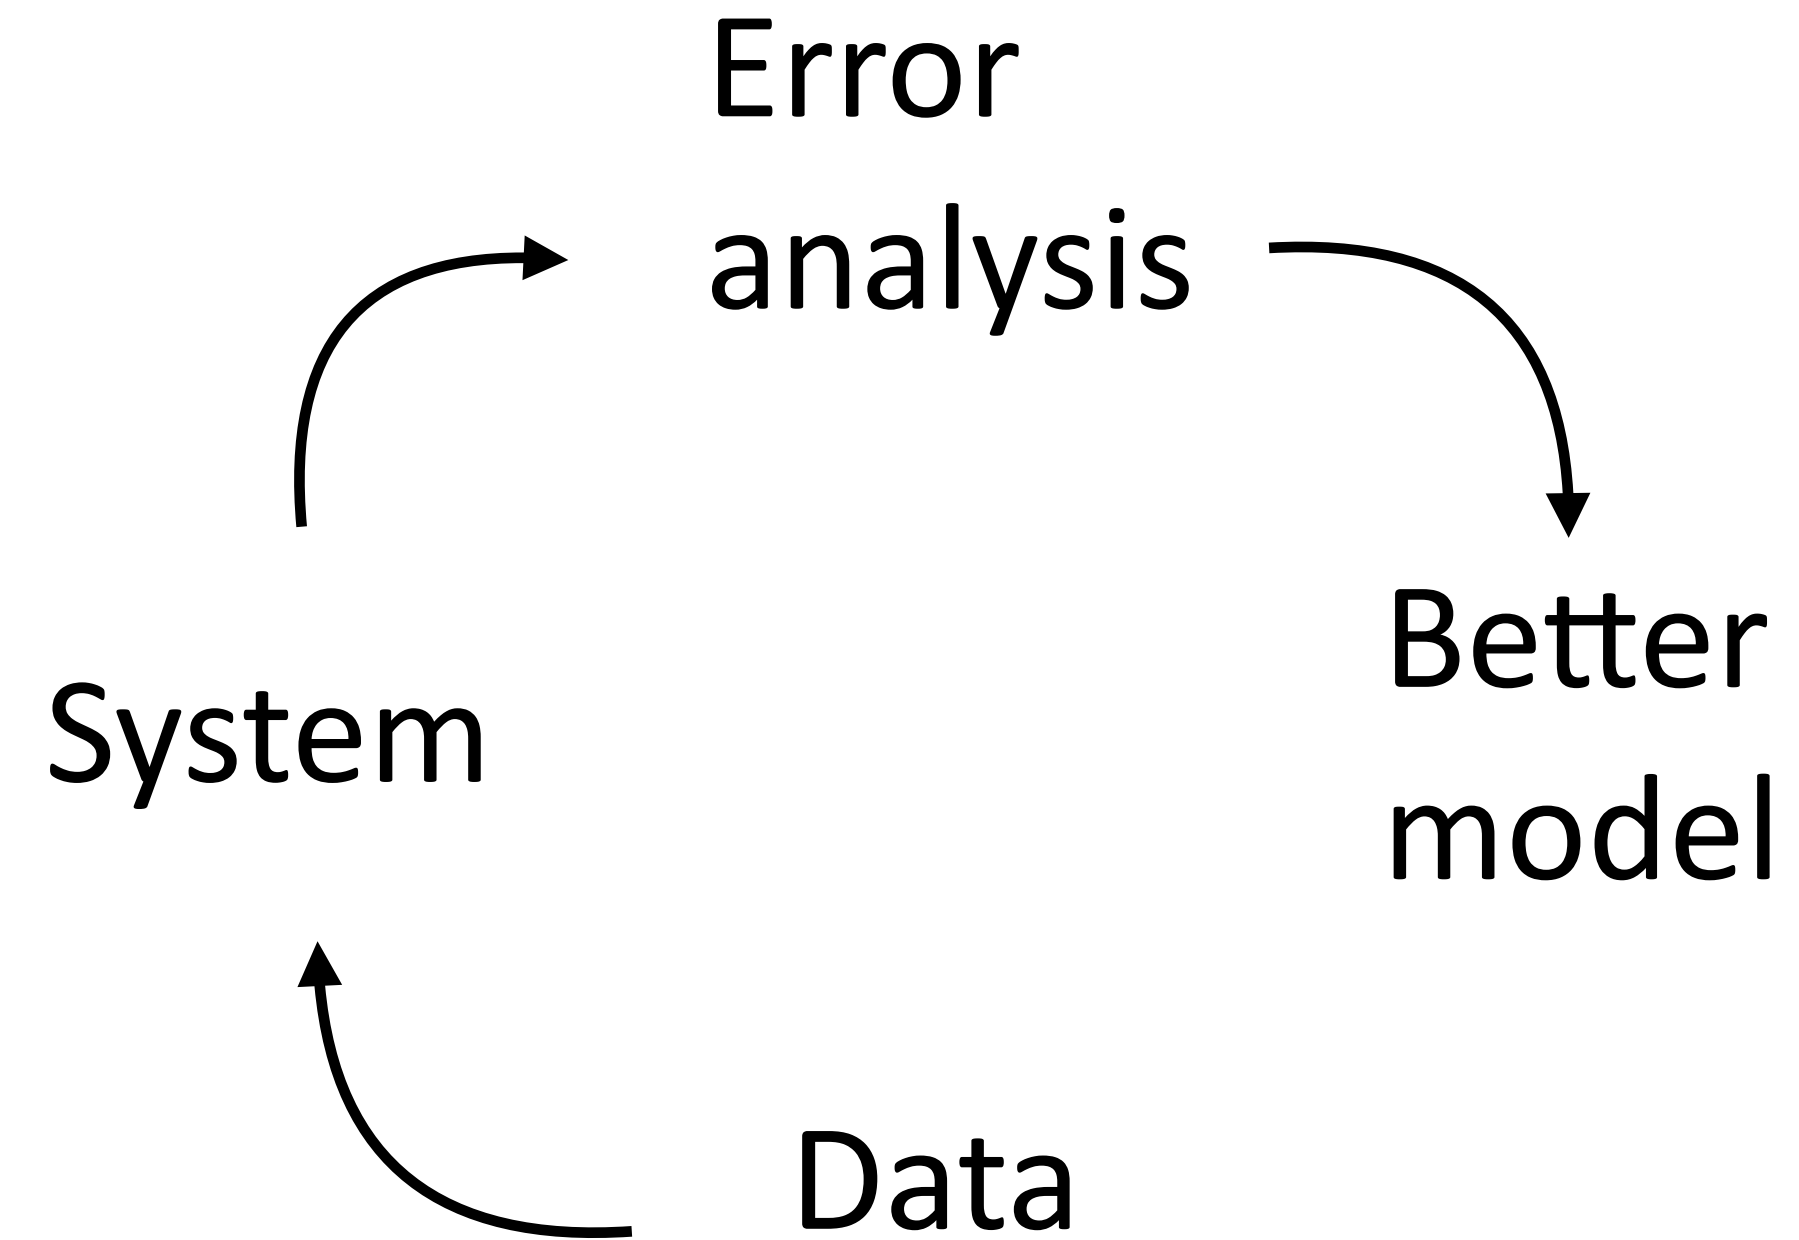 Error
analysis
Better
model
System
Data